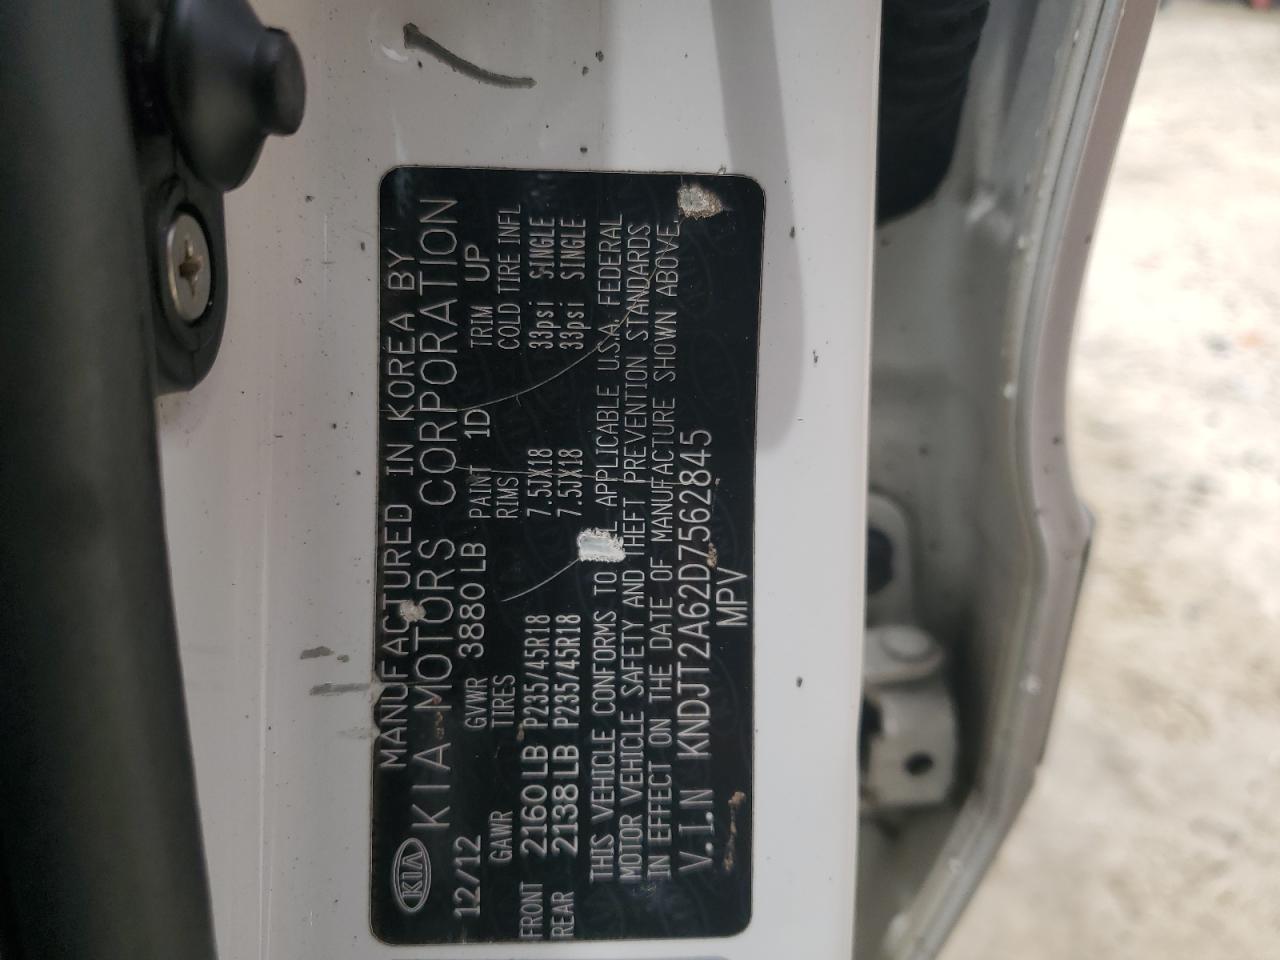 KIA
MANUFACTURED IN KOREA BY
KIA MOTORS CORPORATION
12/12 GVWR 3880 LB PAINT 1D TRIM UP
GAWR TIRES RIMS COLD TIRE INFL
FRONT 2160 LB P235/45R18 7.5JX18 33psi SINGLE
REAR 2138 LB P235/45R18 7.5JX18 33psi SINGLE
THIS VEHICLE CONFORMS TO APPLICABLE U.S.A. FEDERAL
MOTOR VEHICLE SAFETY AND THEFT PREVENTION STANDARDS
IN EFFECT ON THE DATE OF MANUFACTURE SHOWN ABOVE.
V.I.N KNDJT2A62D7562845
MPV